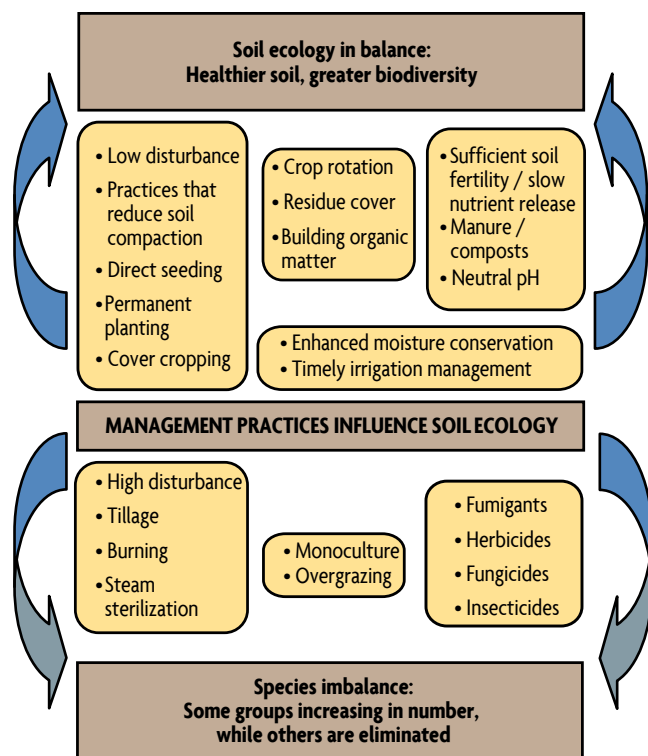 Soil ecology in balance:
Healthier soil, greater biodiversity
• Low disturbance
• Practices that
reduce soil
compaction
• Direct seeding
• Permanent
planting
• Cover cropping
• Crop rotation
• Residue cover
• Building organic
matter
• Sufficient soil
fertility / slow
nutrient release
• Manure /
composts
• Neutral pH
• Enhanced moisture conservation
• Timely irrigation management
MANAGEMENT PRACTICES INFLUENCE SOIL ECOLOGY
• High disturbance
• Tillage
• Burning
• Steam
sterilization
• Monoculture
• Overgrazing
• Fumigants
• Herbicides
• Fungicides
• Insecticides
Species imbalance:
Some groups increasing in number,
while others are eliminated